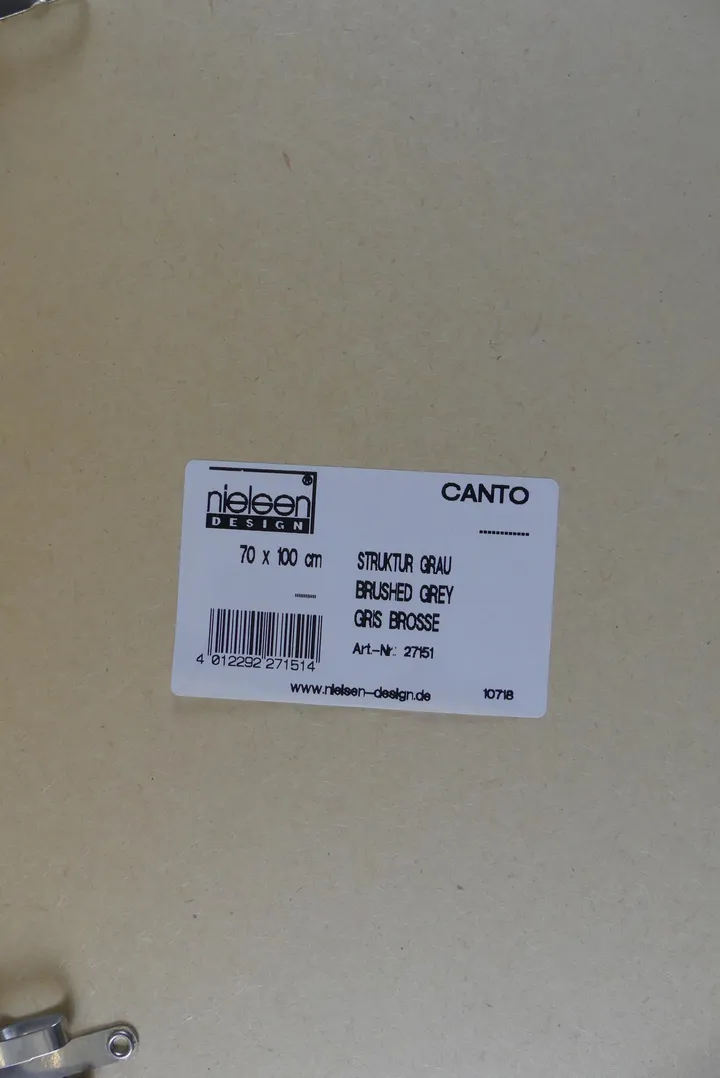 nielsen®
DESIGN
CANTO
70 x 100 cm
STRUKTUR GRAU
BRUSHED GREY
GRIS BROSSE
Art.-Nr.: 27151
4 012292 271514
www.nielsen-design.de
10718